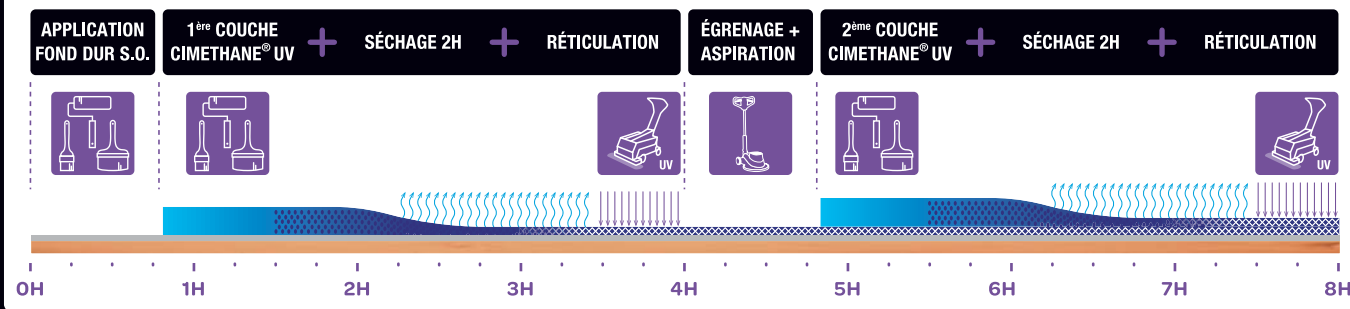 APPLICATION
FOND DUR S.O.
1ère COUCHE
CIMETHANE® UV
+
SÉCHAGE 2H
+
RÉTICULATION
ÉGRENAGE +
ASPIRATION
2ème COUCHE
CIMETHANE® UV
+
SÉCHAGE 2H
+
RÉTICULATION
UV
UV
0H 1H 2H 3H 4H 5H 6H 7H 8H